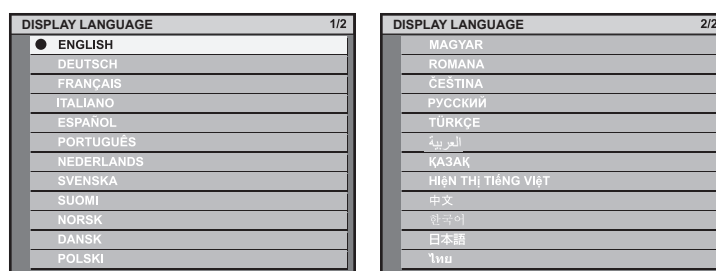 DISPLAY LANGUAGE 1/2
ENGLISH
DEUTSCH
FRANÇAIS
ITALIANO
ESPAÑOL
PORTUGUÊS
NEDERLANDS
SVENSKA
SUOMI
NORSK
DANSK
POLSKI
DISPLAY LANGUAGE 2/2
MAGYAR
ROMANA
ČEŠTINA
РУССКИЙ
TÜRKÇE
العربية
ҚАЗАҚ
HIệN THị TIếNG VIệT
中文
한국어
日本語
ไทย